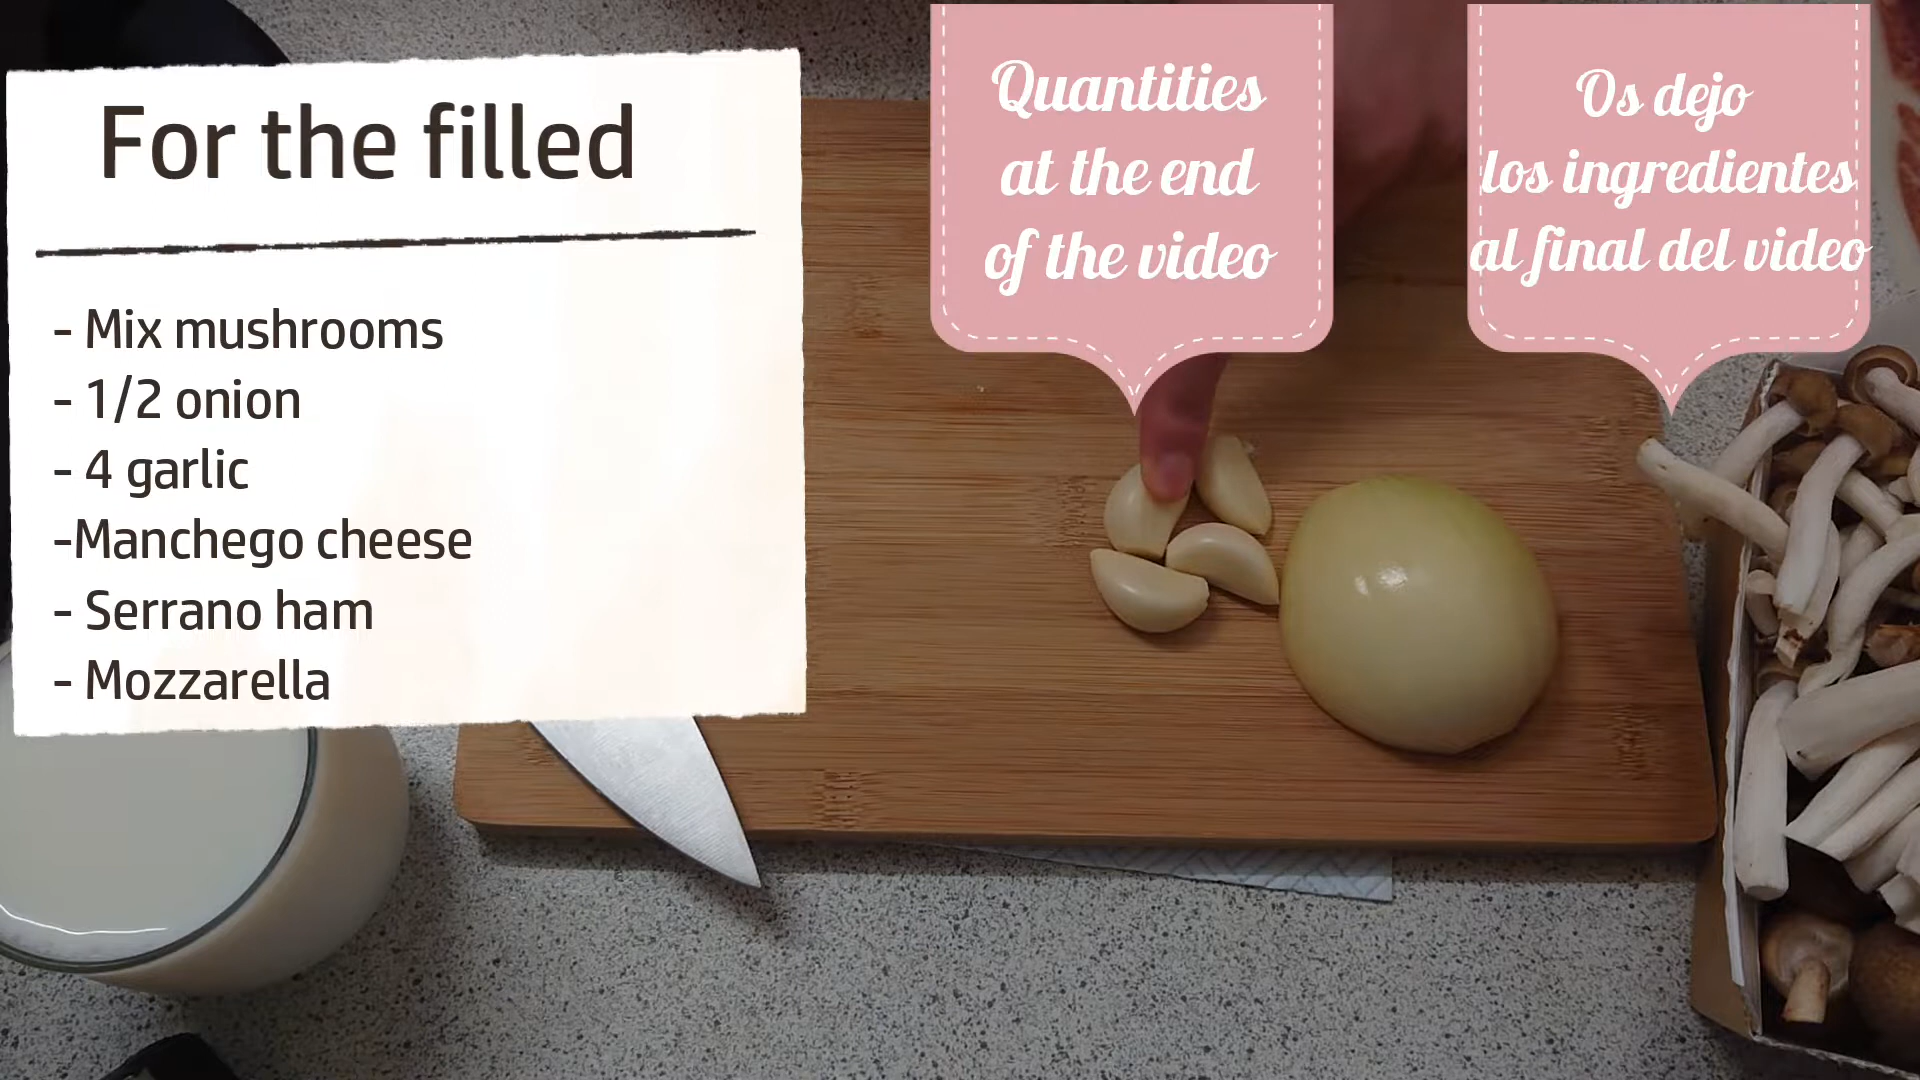 For the filled
- Mix mushrooms
- 1/2 onion
- 4 garlic
-Manchego cheese
- Serrano ham
- Mozzarella
Quantities
at the end
of the video
Os dejo
los ingredientes
al final del video